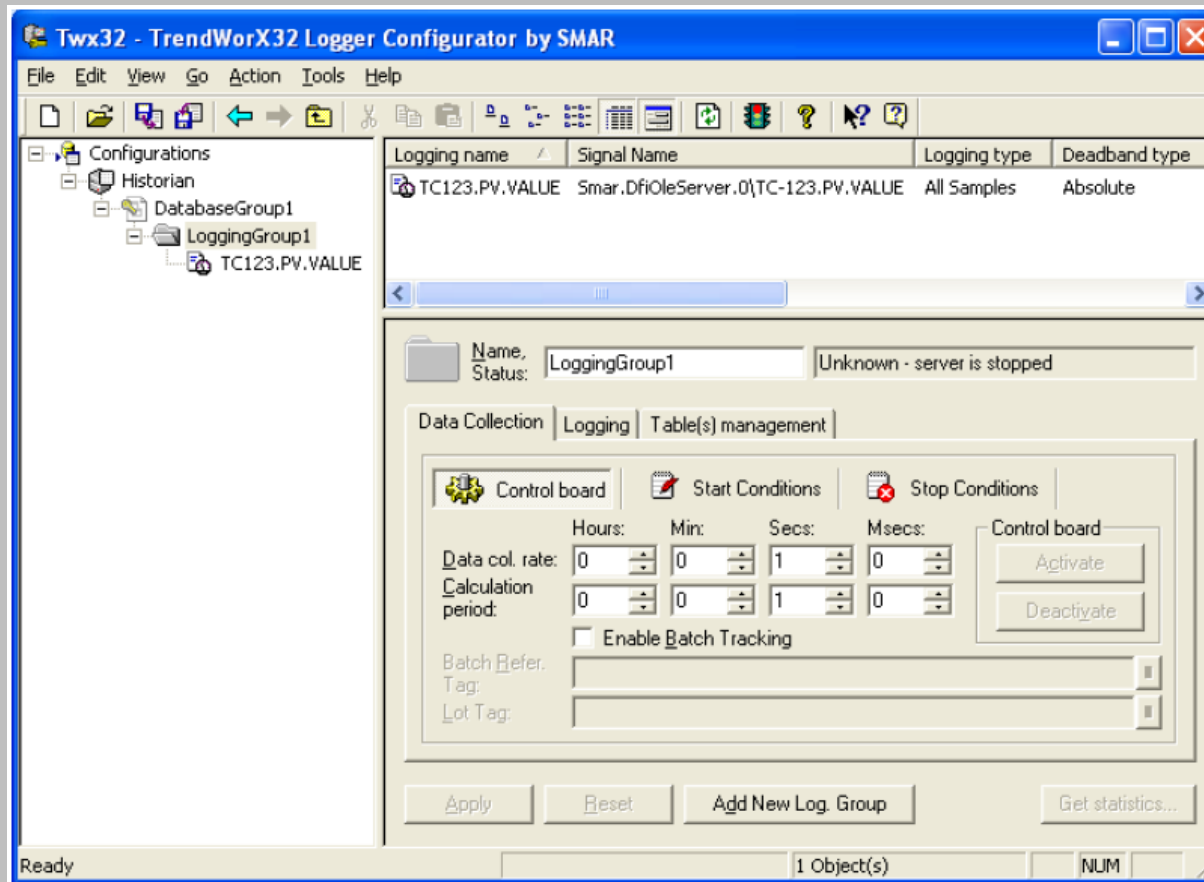 Twx32 - TrendWorX32 Logger Configurator by SMAR
File Edit View Go Action Tools Help
Configurations
Historian
DatabaseGroup1
LoggingGroup1
TC123.PV.VALUE
Logging name Signal Name Logging type Deadband type
TC123.PV.VALUE Smar.DfiOleServer.0\TC-123.PV.VALUE All Samples Absolute
Name, Status: LoggingGroup1 Unknown - server is stopped
Data Collection Logging Table(s) management
Control board Start Conditions Stop Conditions
Hours: Min: Secs: Msecs: Control board
Data col. rate: 0 0 1 0 Activate
Calculation period: 0 0 1 0 Deactivate
Enable Batch Tracking
Batch Refer. Tag:
Lot Tag:
Apply Reset Add New Log. Group Get statistics...
Ready 1 Object(s) NUM